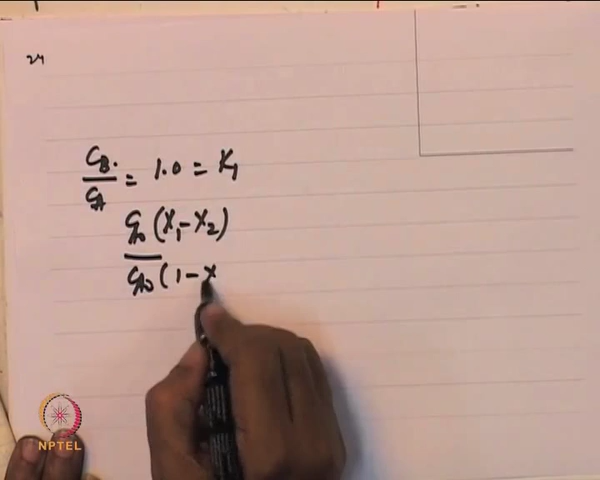 24
C_B / C_A = 1.0 = K_1
C_A0 (X_1 - X_2)
C_A0 (1 - X
NPTEL